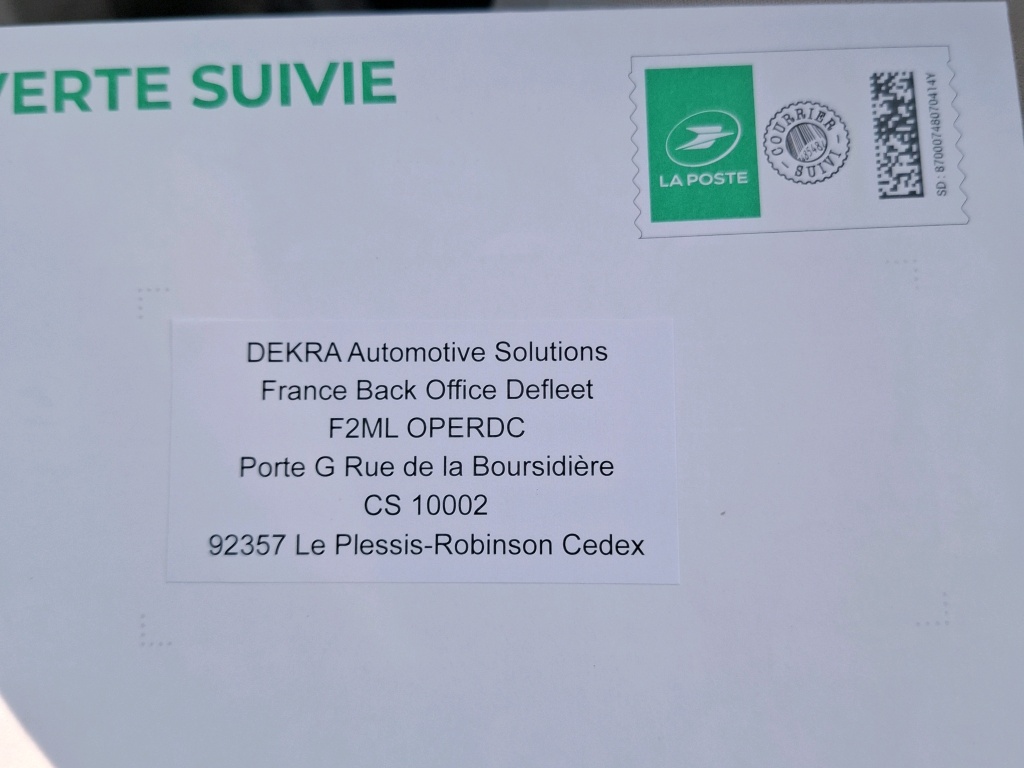 VERTE SUIVIE
LA POSTE
COURRIER
SUIVI
SD : 87000748070414Y
DEKRA Automotive Solutions
France Back Office Defleet
F2ML OPERDC
Porte G Rue de la Boursidière
CS 10002
92357 Le Plessis-Robinson Cedex